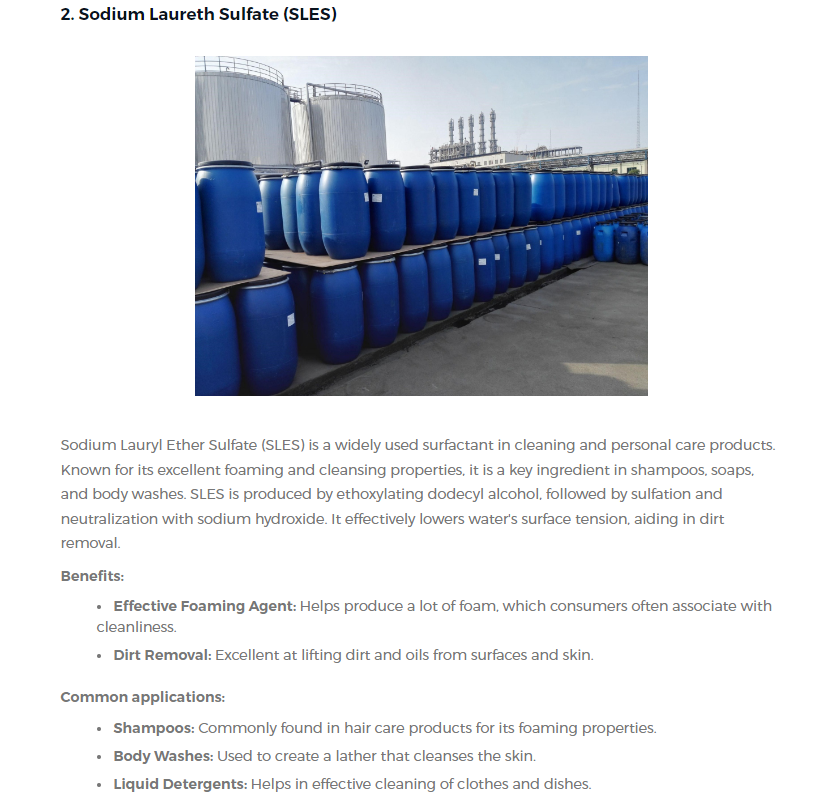 2. Sodium Laureth Sulfate (SLES)
Sodium Lauryl Ether Sulfate (SLES) is a widely used surfactant in cleaning and personal care products.
Known for its excellent foaming and cleansing properties, it is a key ingredient in shampoos, soaps,
and body washes. SLES is produced by ethoxylating dodecyl alcohol, followed by sulfation and
neutralization with sodium hydroxide. It effectively lowers water's surface tension, aiding in dirt
removal.
Benefits:
• Effective Foaming Agent: Helps produce a lot of foam, which consumers often associate with
cleanliness.
• Dirt Removal: Excellent at lifting dirt and oils from surfaces and skin.
Common applications:
• Shampoos: Commonly found in hair care products for its foaming properties.
• Body Washes: Used to create a lather that cleanses the skin.
• Liquid Detergents: Helps in effective cleaning of clothes and dishes.